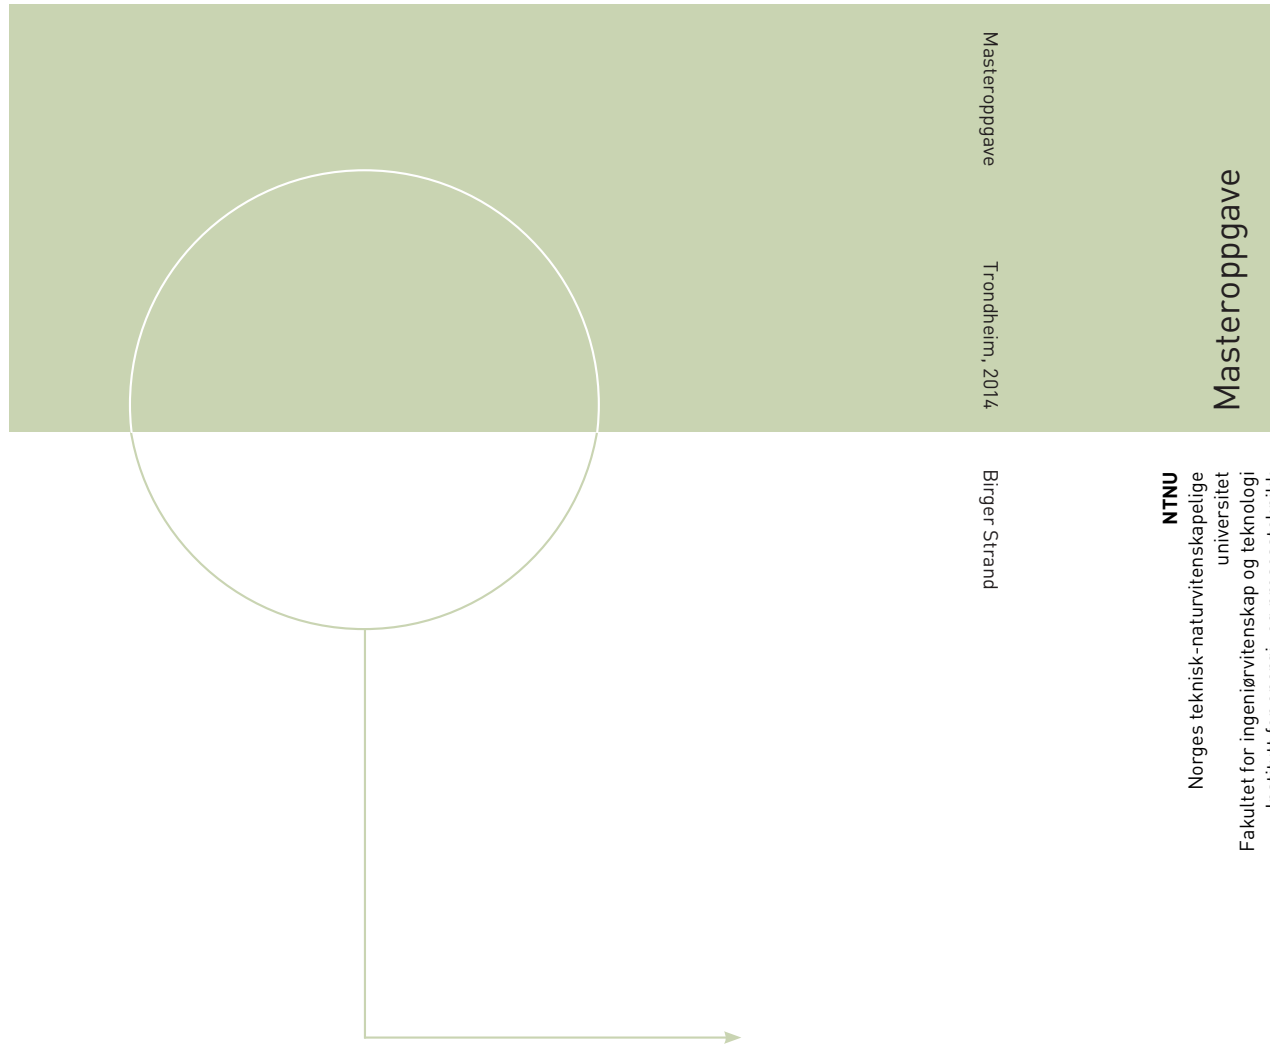 Masteroppgave
Trondheim, 2014
Birger Strand
NTNU
Norges teknisk-naturvitenskapelige
universitet
Fakultet for ingeniørvitenskap og teknologi
Masteroppgave